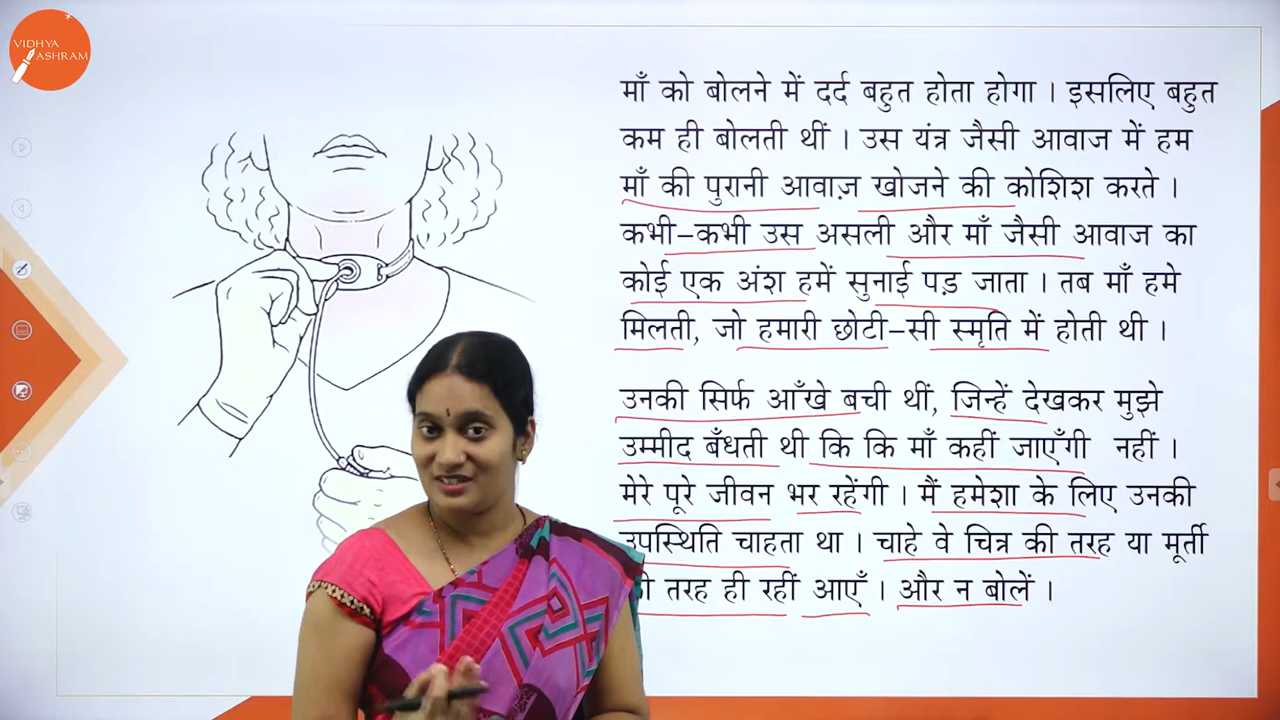 VIDHYA
ASHRAM
माँ को बोलने में दर्द बहुत होता होगा । इसलिए बहुत
कम ही बोलती थीं । उस यंत्र जैसी आवाज में हम
माँ की पुरानी आवाज़ खोजने की कोशिश करते ।
कभी–कभी उस असली और माँ जैसी आवाज का
कोई एक अंश हमें सुनाई पड़ जाता । तब माँ हमे
मिलती, जो हमारी छोटी–सी स्मृति में होती थी ।
उनकी सिर्फ आँखे बची थीं, जिन्हें देखकर मुझे
उम्मीद बँधती थी कि कि माँ कहीं जाएँगी नहीं ।
मेरे पूरे जीवन भर रहेंगी । मैं हमेशा के लिए उनकी
उपस्थिति चाहता था । चाहे वे चित्र की तरह या मूर्ती
तरह ही रहीं आएँ । और न बोलें ।